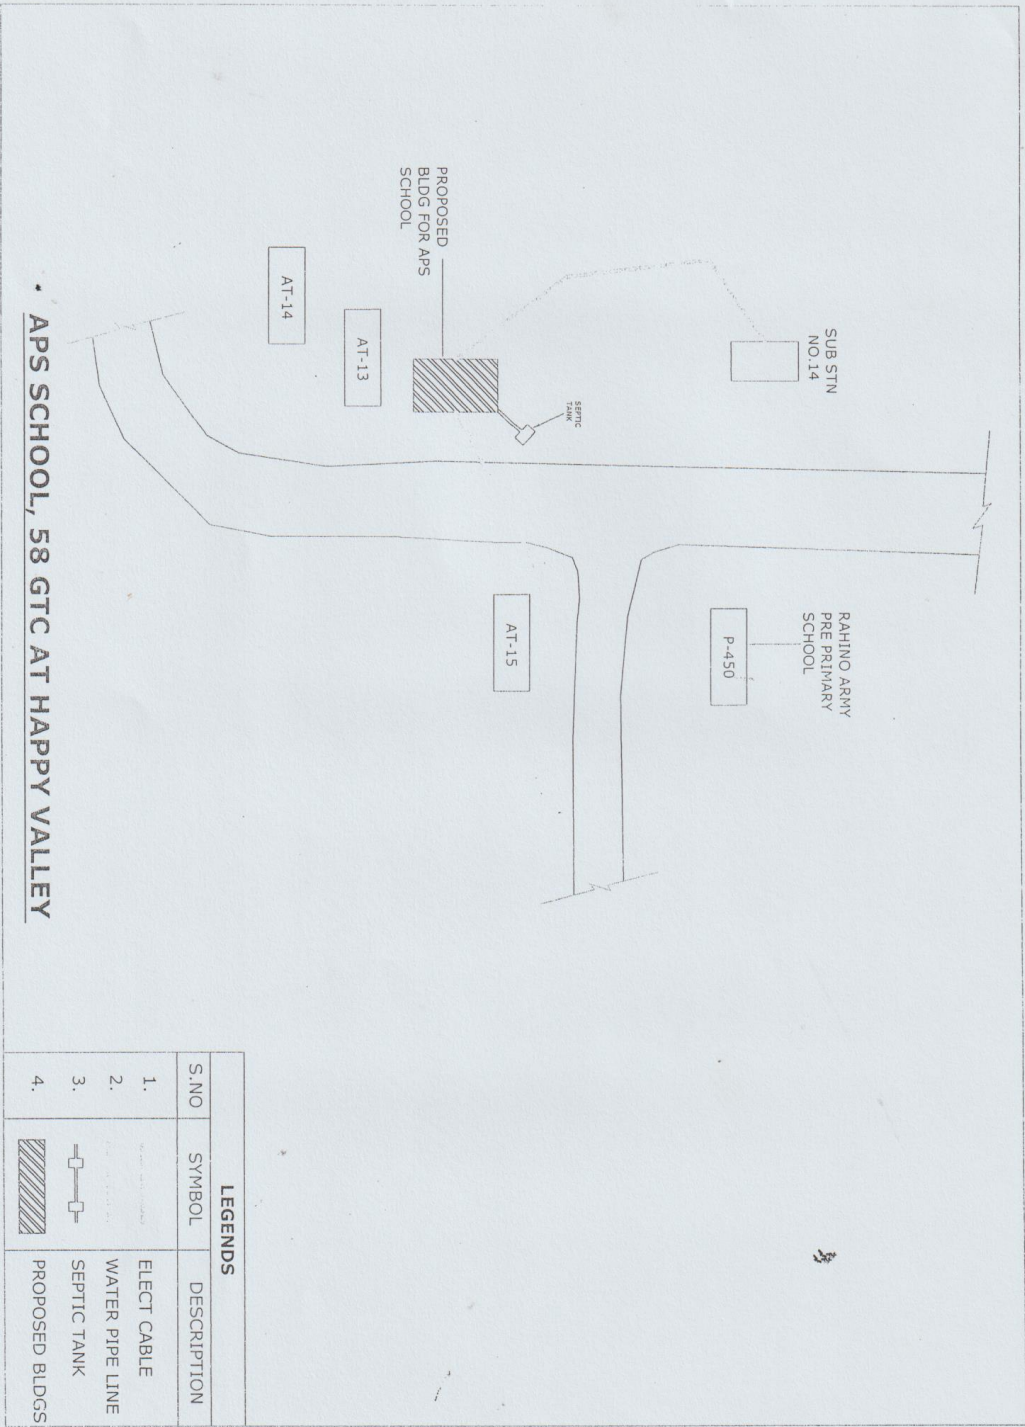 SUB STN
NO.14
RAHINO ARMY
PRE PRIMARY
SCHOOL
P-450
SEPTIC
TANK
AT-15
PROPOSED
BLDG FOR APS
SCHOOL
AT-13
AT-14
APS SCHOOL, 58 GTC AT HAPPY VALLEY
LEGENDS
S.NO SYMBOL DESCRIPTION
1. ELECT CABLE
2. WATER PIPE LINE
3. SEPTIC TANK
4. PROPOSED BLDGS